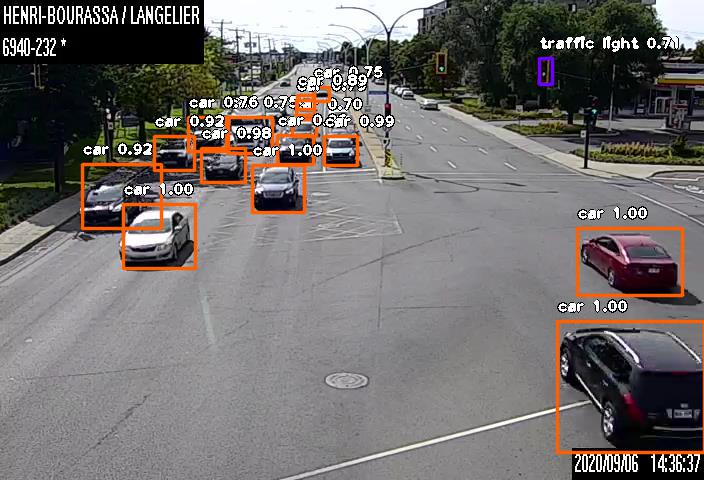 HENRI-BOURASSA / LANGELIER
6940-232 *
traffic light 0.71
car 0.75
car 0.89
car 0.76
car 0.92
car 0.70
car 0.99
car 0.98
car 0.92
car 1.00
car 1.00
car 1.00
car 1.00
2020/09/06 14:36:37